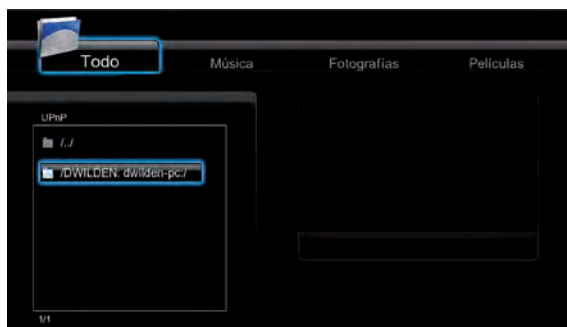 Todo Música Fotografías Películas
UPnP
/../
/DWILDEN: dwilden-pc:/
1/1